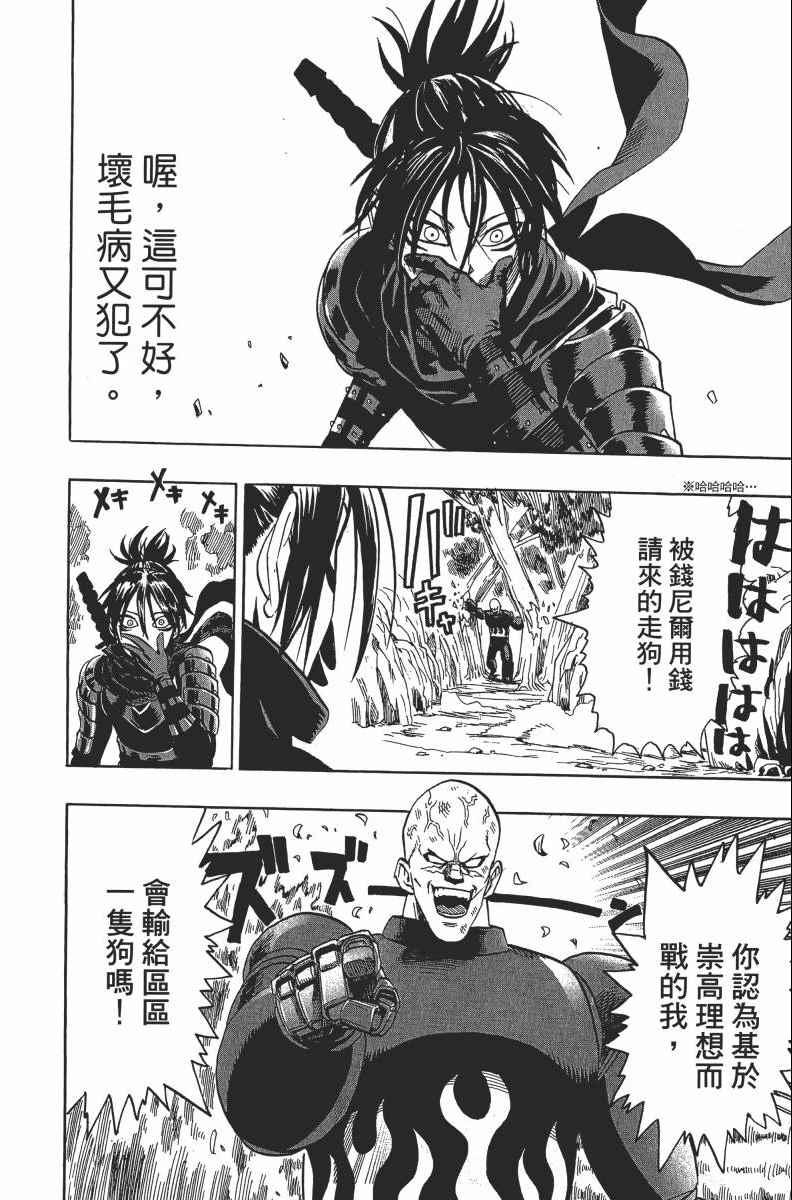 喔，這可不好，
壞毛病又犯了。
※哈哈哈哈…
はははははは
被錢尼爾用錢
請來的走狗！
バキャ
メキ
メキ
你認為基於
崇高理想而
戰的我，
ズズー
會輸給區區
一隻狗嗎！